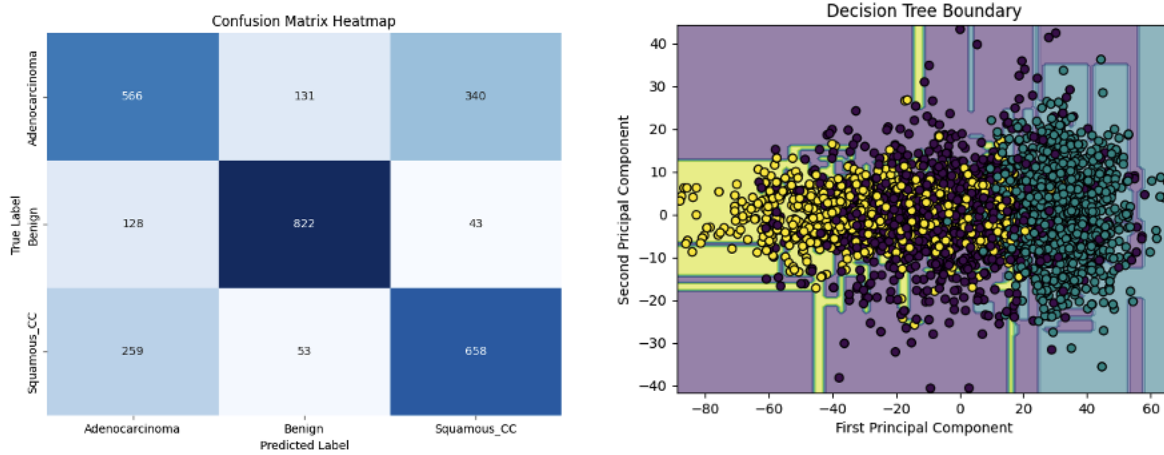 Confusion Matrix Heatmap
True Label
Adenocarcinoma
566 131 340
Benign
128 822 43
Squamous_CC
259 53 658
Adenocarcinoma Benign Squamous_CC
Predicted Label
Decision Tree Boundary
Second Pricipal Component
40
30
20
10
0
−10
−20
−30
−40
−80 −60 −40 −20 0 20 40 60
First Principal Component